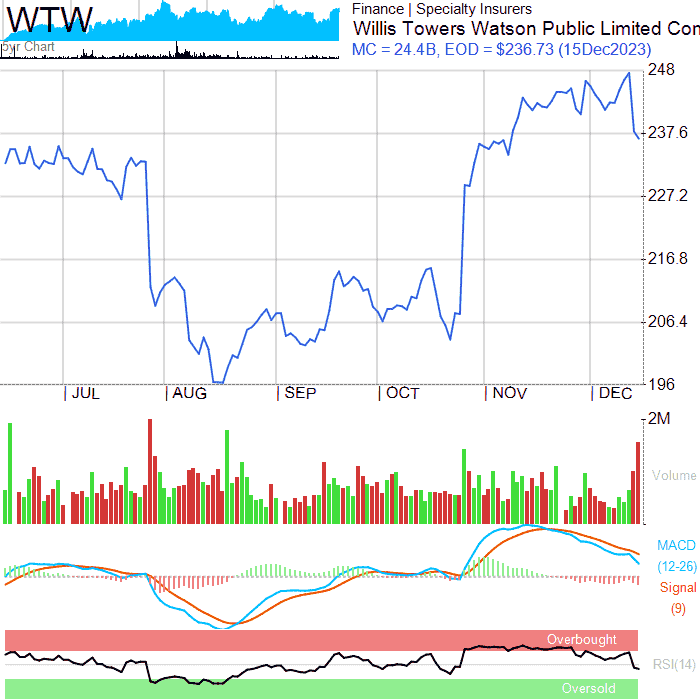 WTW
5yr Chart
Finance | Specialty Insurers
Willis Towers Watson Public Limited Con
MC = 24.4B, EOD = $236.73 (15Dec2023)
248
237.6
227.2
216.8
206.4
196
JUL AUG SEP OCT NOV DEC
2M
Volume
MACD
(12-26)
Signal
(9)
Overbought
RSI(14)
Oversold